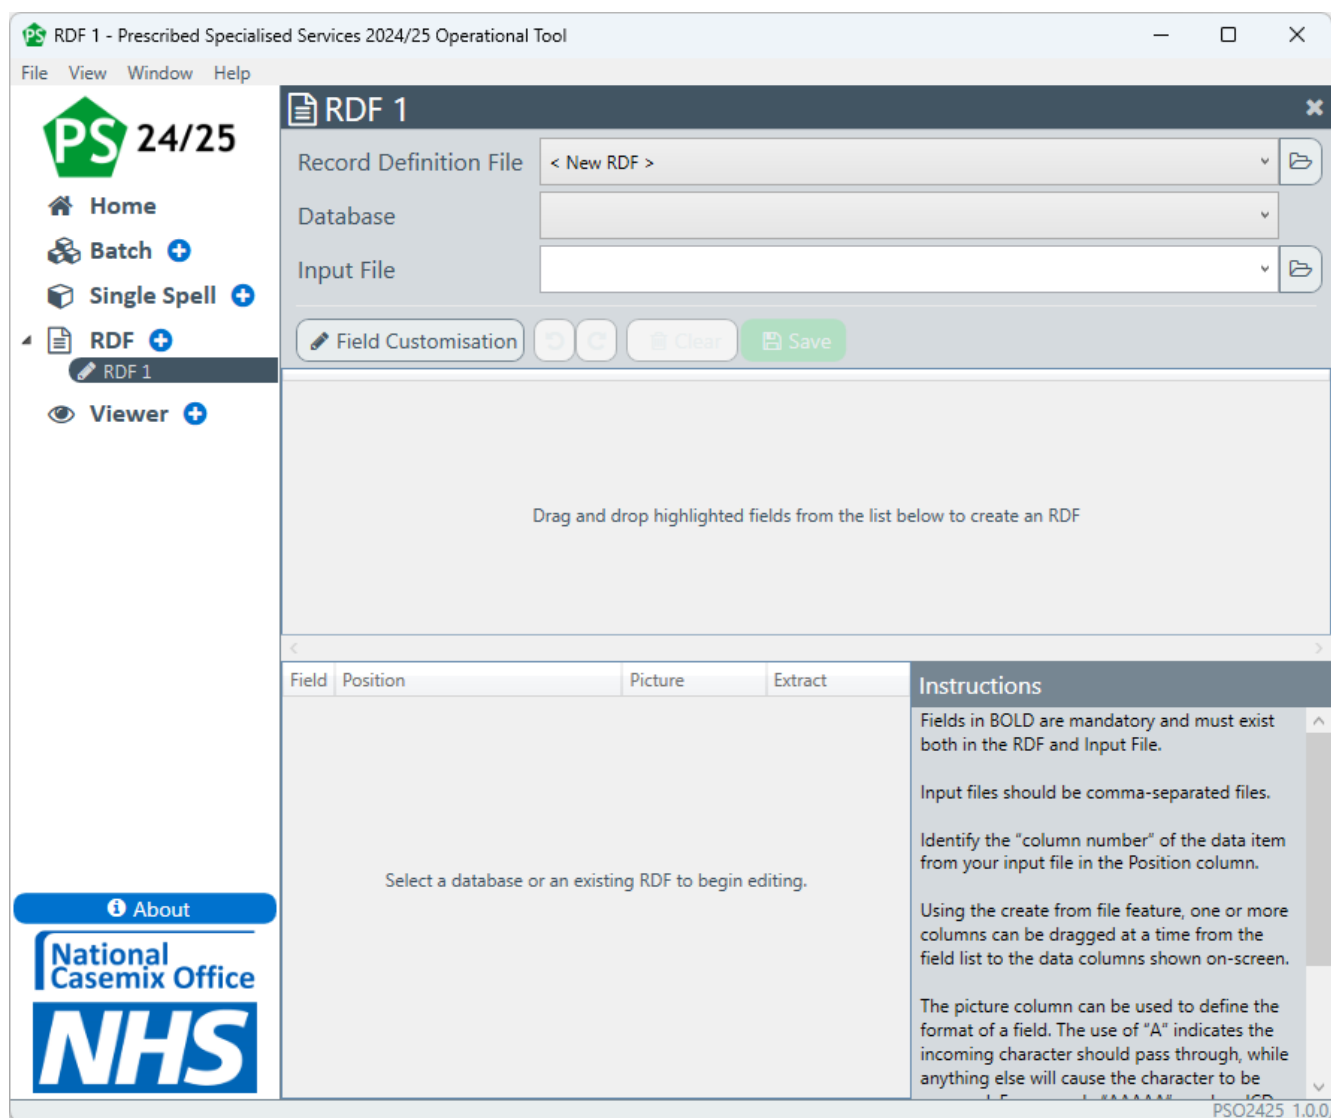 RDF 1 - Prescribed Specialised Services 2024/25 Operational Tool
File View Window Help
PS 24/25
Home
Batch
Single Spell
RDF
RDF 1
Viewer
About
National
Casemix Office
NHS
RDF 1
Record Definition File < New RDF >
Database
Input File
Field Customisation Clear Save
Drag and drop highlighted fields from the list below to create an RDF
Field Position Picture Extract
Select a database or an existing RDF to begin editing.
Instructions
Fields in BOLD are mandatory and must exist
both in the RDF and Input File.
Input files should be comma-separated files.
Identify the “column number” of the data item
from your input file in the Position column.
Using the create from file feature, one or more
columns can be dragged at a time from the
field list to the data columns shown on-screen.
The picture column can be used to define the
format of a field. The use of “A” indicates the
incoming character should pass through, while
anything else will cause the character to be
PSO2425 1.0.0